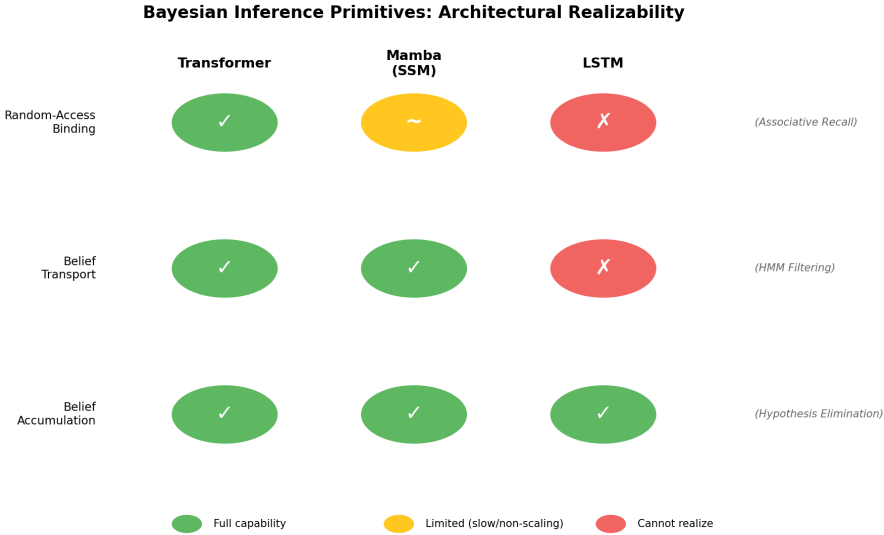 Bayesian Inference Primitives: Architectural Realizability
Transformer
Mamba
(SSM)
LSTM
Random-Access
Binding
✓
~
✗
(Associative Recall)
Belief
Transport
✓
✓
✗
(HMM Filtering)
Belief
Accumulation
✓
✓
✓
(Hypothesis Elimination)
Full capability
Limited (slow/non-scaling)
Cannot realize